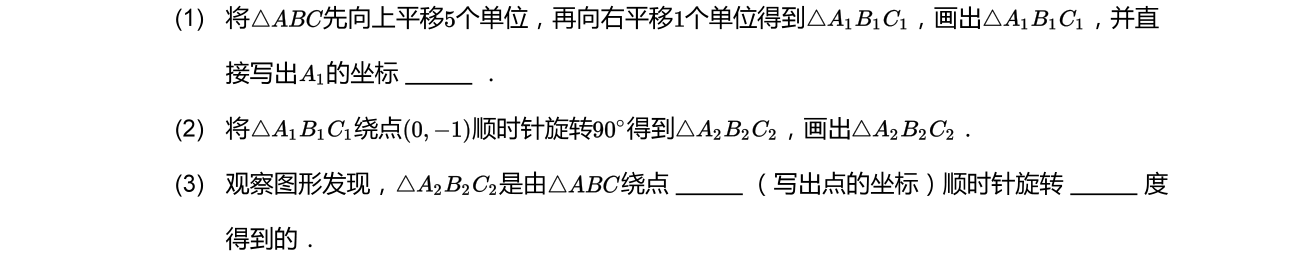 (1) 将△ABC先向上平移5个单位，再向右平移1个单位得到△A₁B₁C₁，画出△A₁B₁C₁，并直
接写出A₁的坐标 ______ ．
(2) 将△A₁B₁C₁绕点(0,−1)顺时针旋转90°得到△A₂B₂C₂，画出△A₂B₂C₂．
(3) 观察图形发现，△A₂B₂C₂是由△ABC绕点 ______ （写出点的坐标）顺时针旋转 ______ 度
得到的．